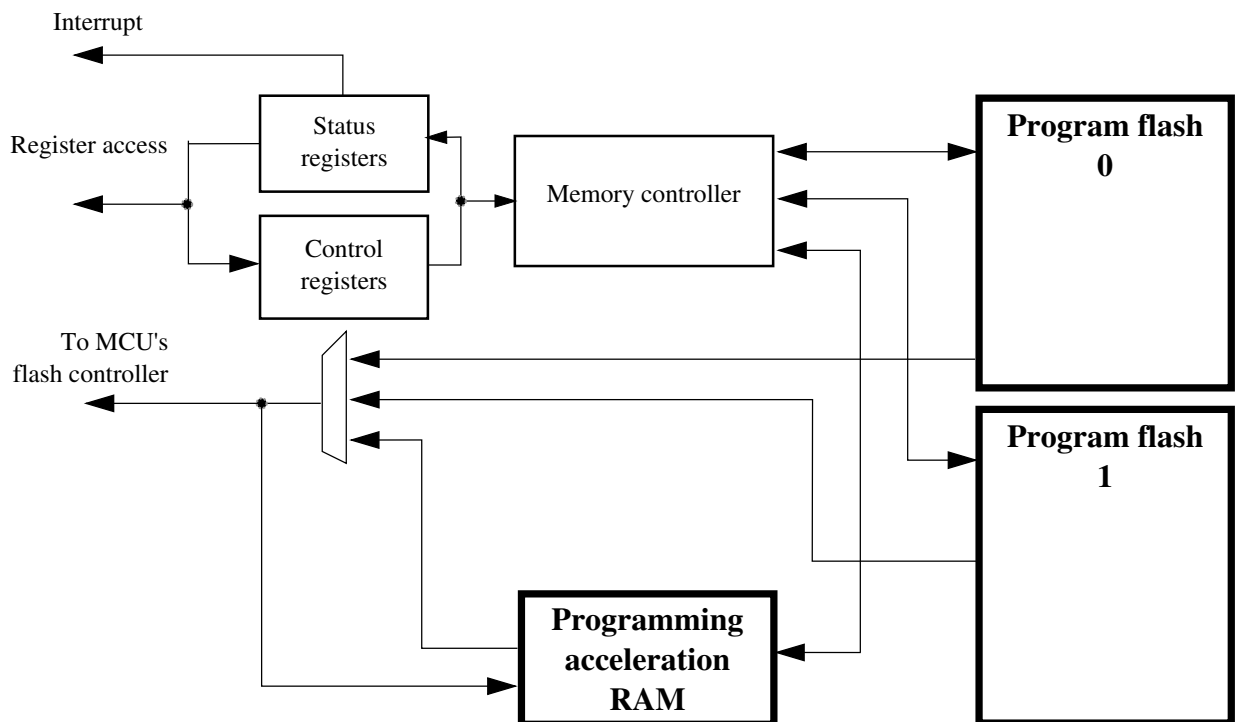 Interrupt
Register access
Status
registers
Control
registers
Memory controller
Program flash
0
To MCU's
flash controller
Program flash
1
Programming
acceleration
RAM